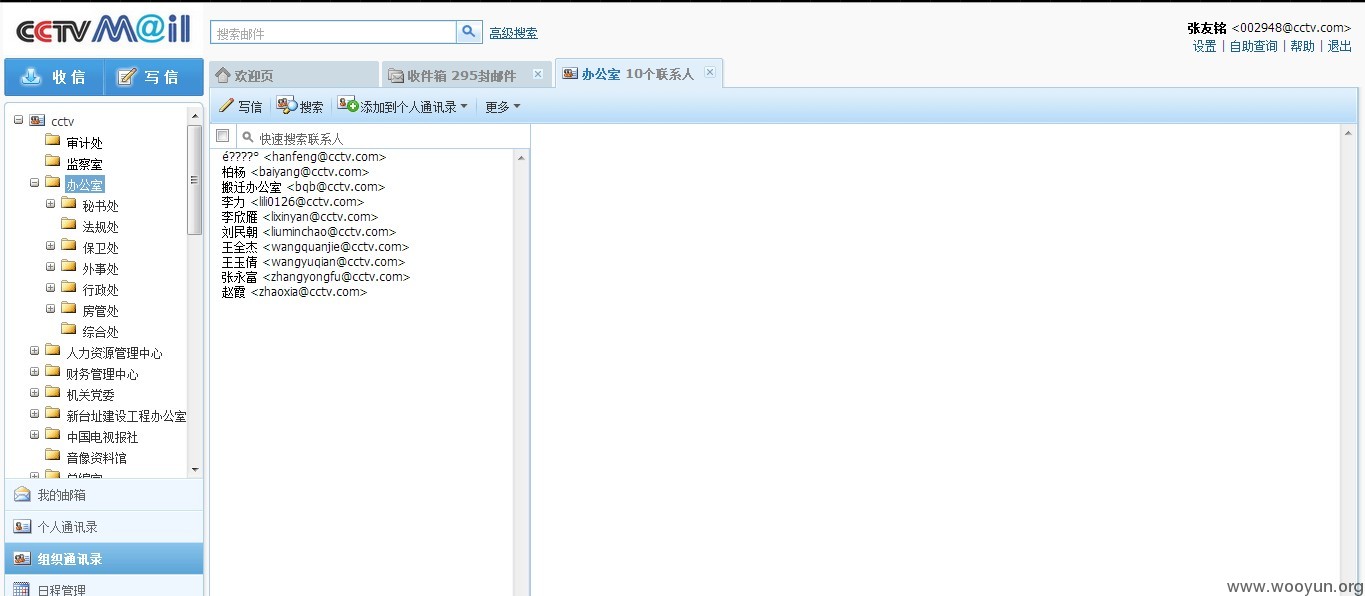 CCTV M@il
搜索邮件
高级搜索
张友铭 <002948@cctv.com>
设置 | 自助查询 | 帮助 | 退出
收信
写信
欢迎页
收件箱 295封邮件
办公室 10个联系人
写信
搜索
添加到个人通讯录
更多
cctv
审计处
监察室
办公室
秘书处
法规处
保卫处
外事处
行政处
房管处
综合处
人力资源管理中心
财务管理中心
机关党委
新台址建设工程办公室
中国电视报社
音像资料馆
快速搜索联系人
é????° <hanfeng@cctv.com>
柏杨 <baiyang@cctv.com>
搬迁办公室 <bqb@cctv.com>
李力 <lili0126@cctv.com>
李欣雁 <lixinyan@cctv.com>
刘民朝 <liuminchao@cctv.com>
王全杰 <wangquanjie@cctv.com>
王玉倩 <wangyuqian@cctv.com>
张永富 <zhangyongfu@cctv.com>
赵霞 <zhaoxia@cctv.com>
我的邮箱
个人通讯录
组织通讯录
日程管理
www.wooyun.org